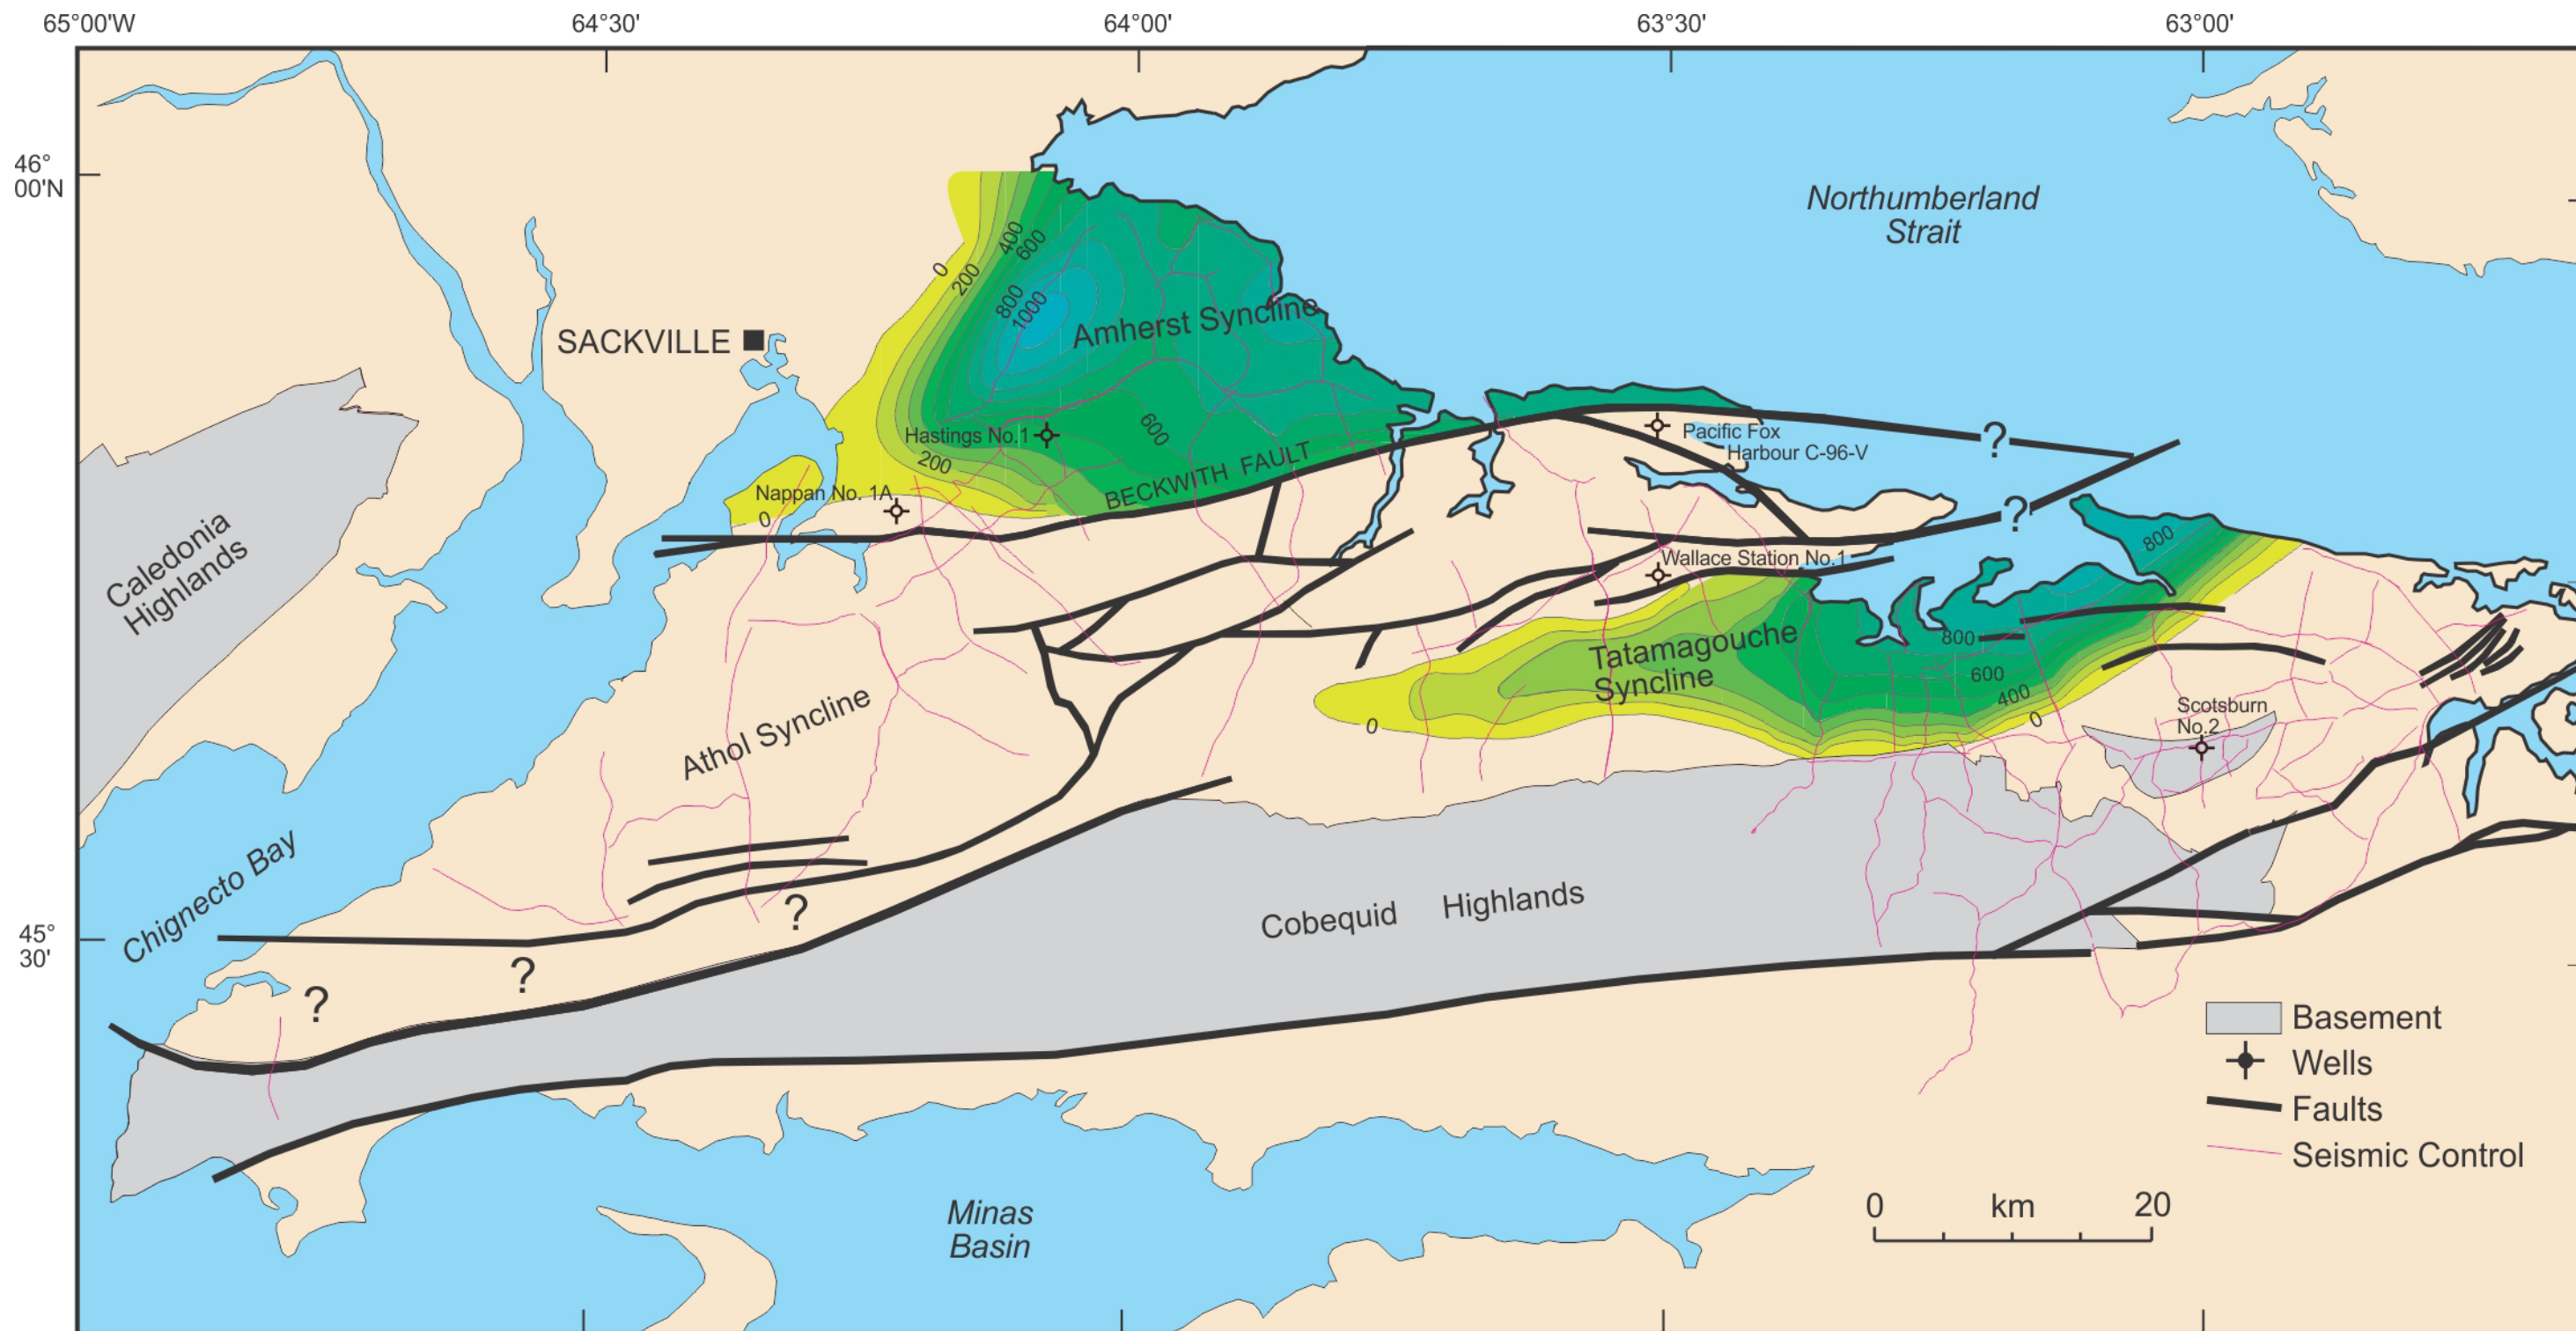 65°00'W
64°30'
64°00'
63°30'
63°00'
46°
00'N
Northumberland
Strait
400
600
0
200
800
1000
Amherst Syncline
SACKVILLE
Hastings No.1
600
200
BECKWITH FAULT
Pacific Fox
Harbour C-96-V
?
Nappan No. 1A
0
?
Caledonia
Highlands
Wallace Station No.1
800
Tatamagouche
Syncline
800
600
400
0
0
Scotsburn
No.2
Athol Syncline
Chignecto Bay
?
Cobequid Highlands
45°
30'
?
?
Basement
Wells
Faults
Seismic Control
0 km 20
Minas
Basin